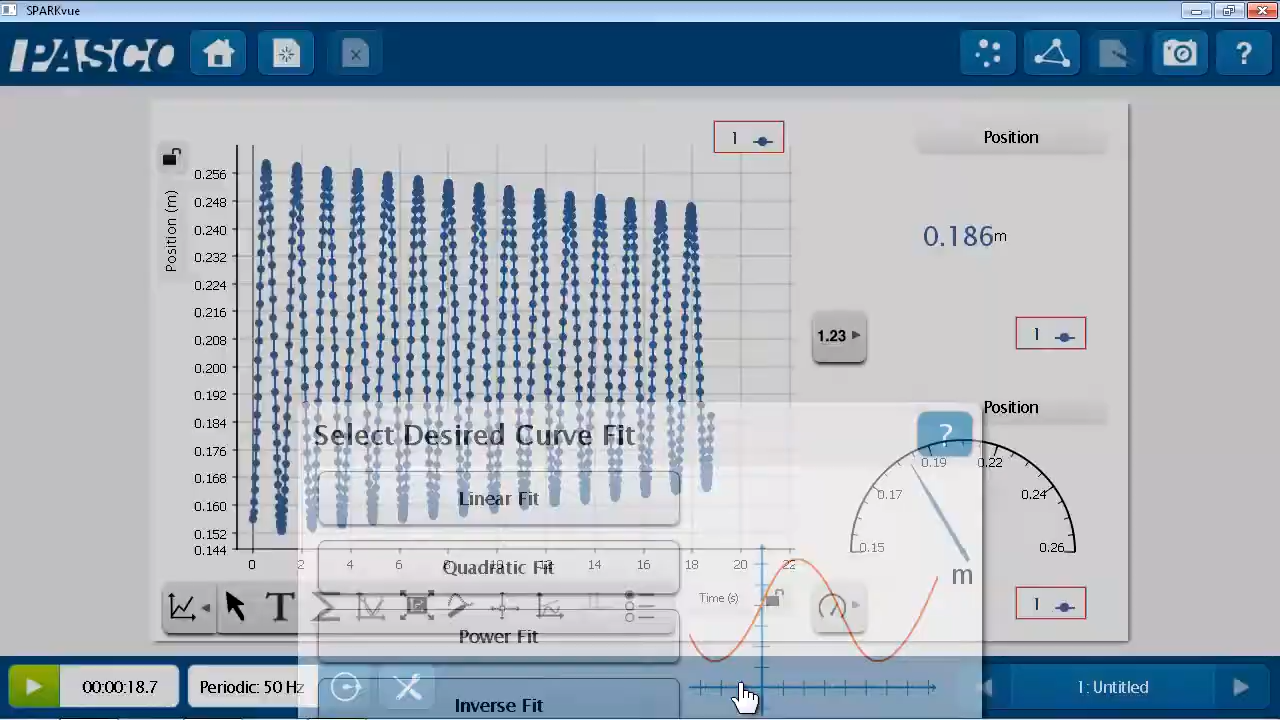 SPARKvue
PASCO
?
1
Position
0.256
0.248
0.240
0.232
0.224
0.216
0.208
0.200
0.192
0.184
0.176
0.168
0.160
0.152
0.144
Position (m)
0.186m
1.23
1
Position
Select Desired Curve Fit
?
Linear Fit
Quadratic Fit
Power Fit
Inverse Fit
0 2 4 6 8 10 12 14 16 18 20 22
Time (s)
0.15
0.17
0.19
0.22
0.24
0.26
m
1
T
00:00:18.7
Periodic: 50 Hz
1: Untitled